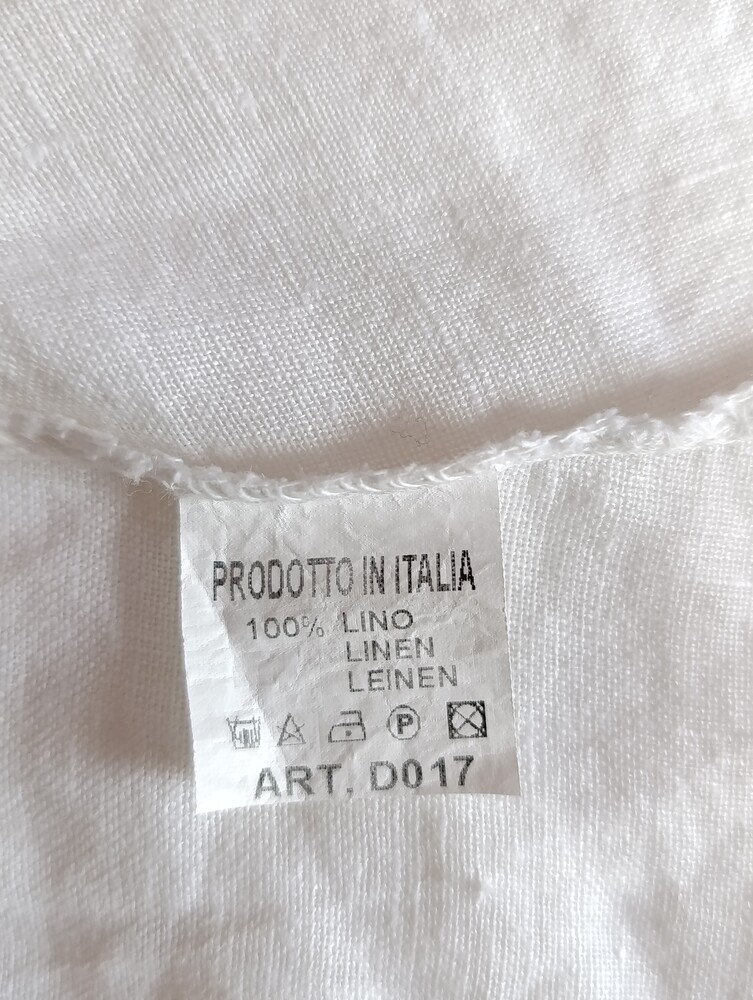 PRODOTTO IN ITALIA
100% LINO
LINEN
LEINEN
P
ART. D017